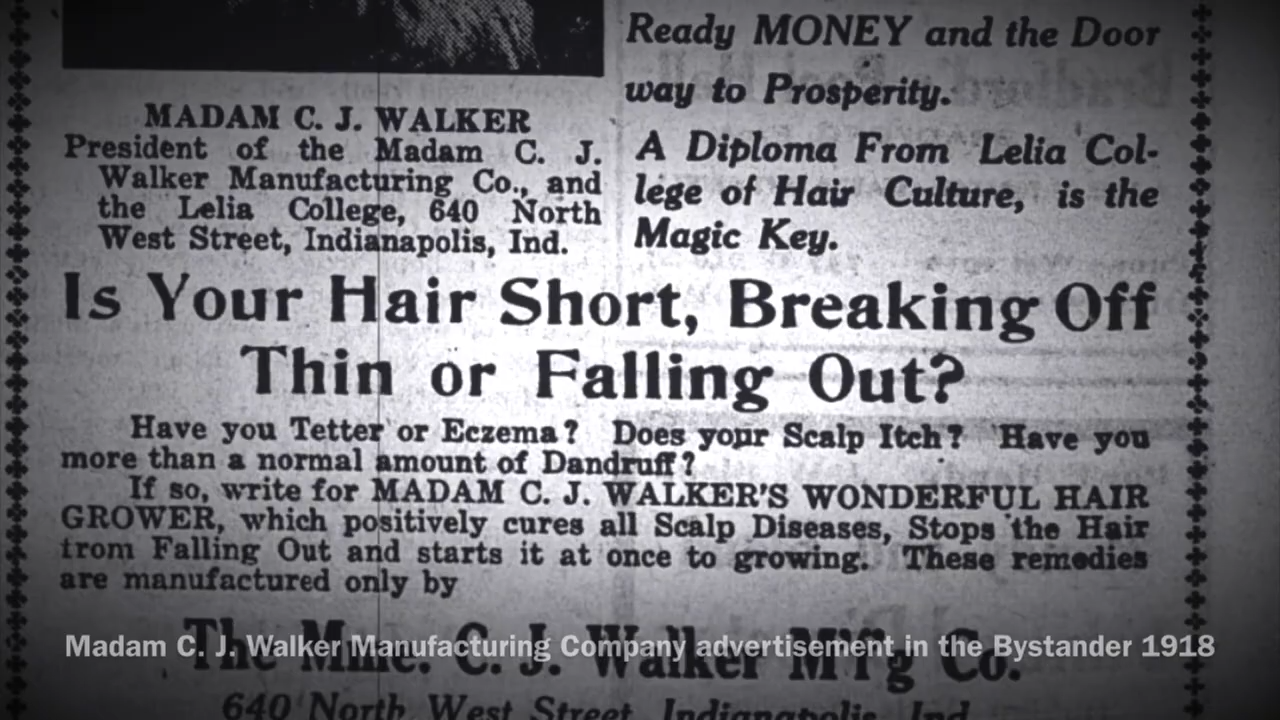 Ready MONEY and the Door
way to Prosperity.
A Diploma From Lelia Col-
lege of Hair Culture, is the
Magic Key.
MADAM C. J. WALKER
President of the Madam C. J.
Walker Manufacturing Co., and
the Lelia College, 640 North
West Street, Indianapolis, Ind.
Is Your Hair Short, Breaking Off
Thin or Falling Out?
Have you Tetter or Eczema? Does your Scalp Itch? Have you
more than a normal amount of Dandruff?
If so, write for MADAM C. J. WALKER'S WONDERFUL HAIR
GROWER, which positively cures all Scalp Diseases, Stops the Hair
from Falling Out and starts it at once to growing. These remedies
are manufactured only by
The Mme. C. J. Walker M'f'g Co.
Madam C. J. Walker Manufacturing Company advertisement in the Bystander 1918
640 North West Street, Indianapolis, Ind.